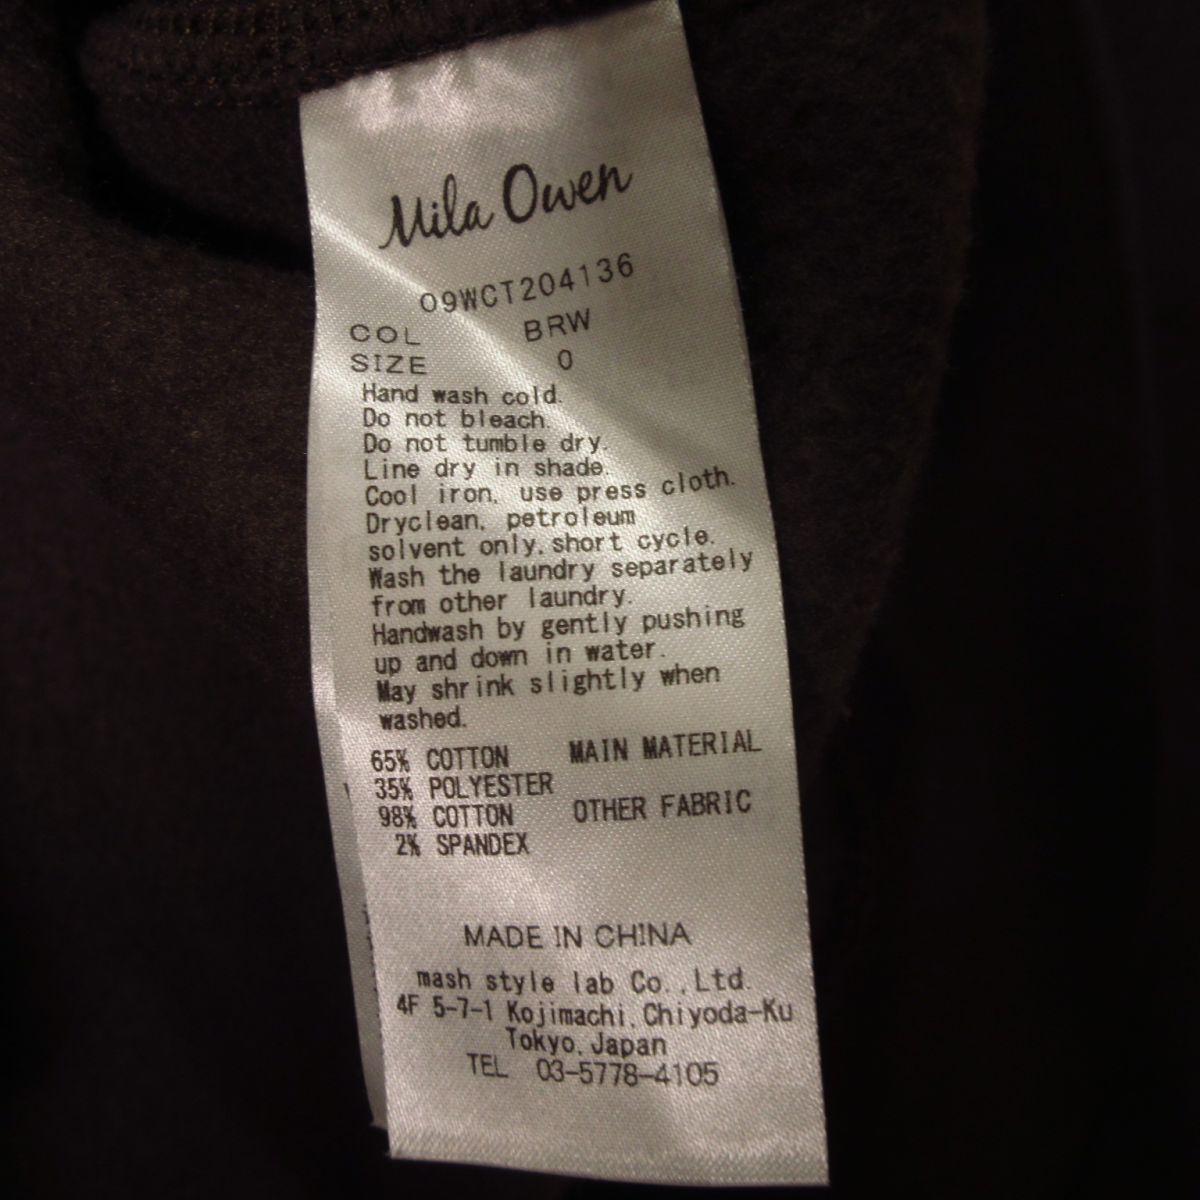 Mila Owen
09WCT204136
COL BRW
SIZE 0
Hand wash cold.
Do not bleach.
Do not tumble dry.
Line dry in shade.
Cool iron, use press cloth.
Dryclean, petroleum
solvent only, short cycle.
Wash the laundry separately
from other laundry.
Handwash by gently pushing
up and down in water.
May shrink slightly when
washed.
65% COTTON MAIN MATERIAL
35% POLYESTER
98% COTTON OTHER FABRIC
2% SPANDEX
MADE IN CHINA
mash style lab Co., Ltd.
4F 5-7-1 Kojimachi, Chiyoda-Ku
Tokyo, Japan
TEL 03-5778-4105